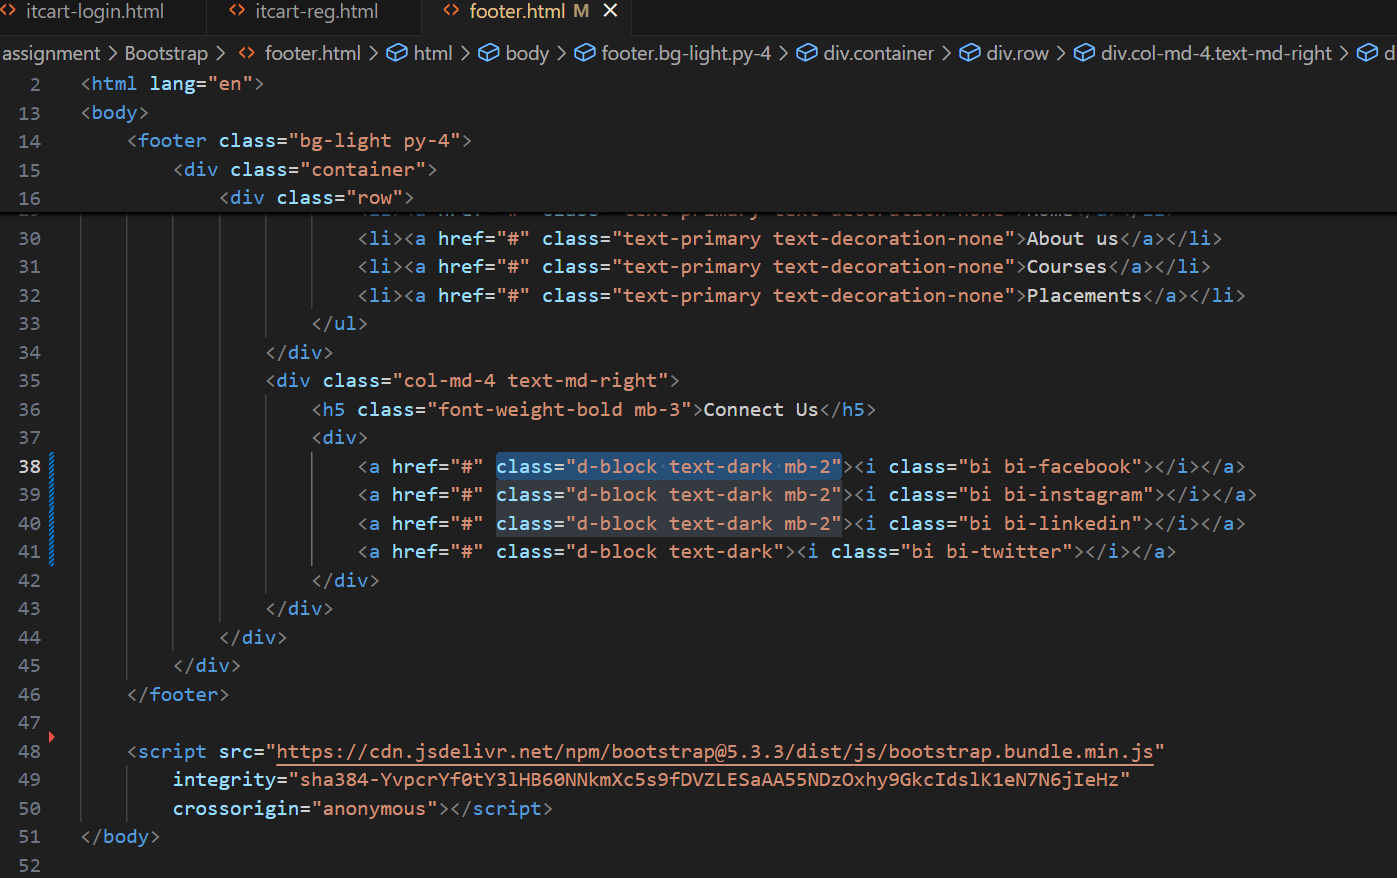 itcart-login.html itcart-reg.html footer.html M
assignment > Bootstrap > footer.html > html > body > footer.bg-light.py-4 > div.container > div.row > div.col-md-4.text-md-right > d
2 <html lang="en">
13 <body>
14 <footer class="bg-light py-4">
15 <div class="container">
16 <div class="row">
30 <li><a href="#" class="text-primary text-decoration-none">About us</a></li>
31 <li><a href="#" class="text-primary text-decoration-none">Courses</a></li>
32 <li><a href="#" class="text-primary text-decoration-none">Placements</a></li>
33 </ul>
34 </div>
35 <div class="col-md-4 text-md-right">
36 <h5 class="font-weight-bold mb-3">Connect Us</h5>
37 <div>
38 <a href="#" class="d-block text-dark mb-2"><i class="bi bi-facebook"></i></a>
39 <a href="#" class="d-block text-dark mb-2"><i class="bi bi-instagram"></i></a>
40 <a href="#" class="d-block text-dark mb-2"><i class="bi bi-linkedin"></i></a>
41 <a href="#" class="d-block text-dark"><i class="bi bi-twitter"></i></a>
42 </div>
43 </div>
44 </div>
45 </div>
46 </footer>
47
48 <script src="https://cdn.jsdelivr.net/npm/bootstrap@5.3.3/dist/js/bootstrap.bundle.min.js"
49 integrity="sha384-YvpcrYf0tY3lHB60NNkmXc5s9fDVZLESaAA55NDzOxhy9GkcIdslK1eN7N6jIeHz"
50 crossorigin="anonymous"></script>
51 </body>
52